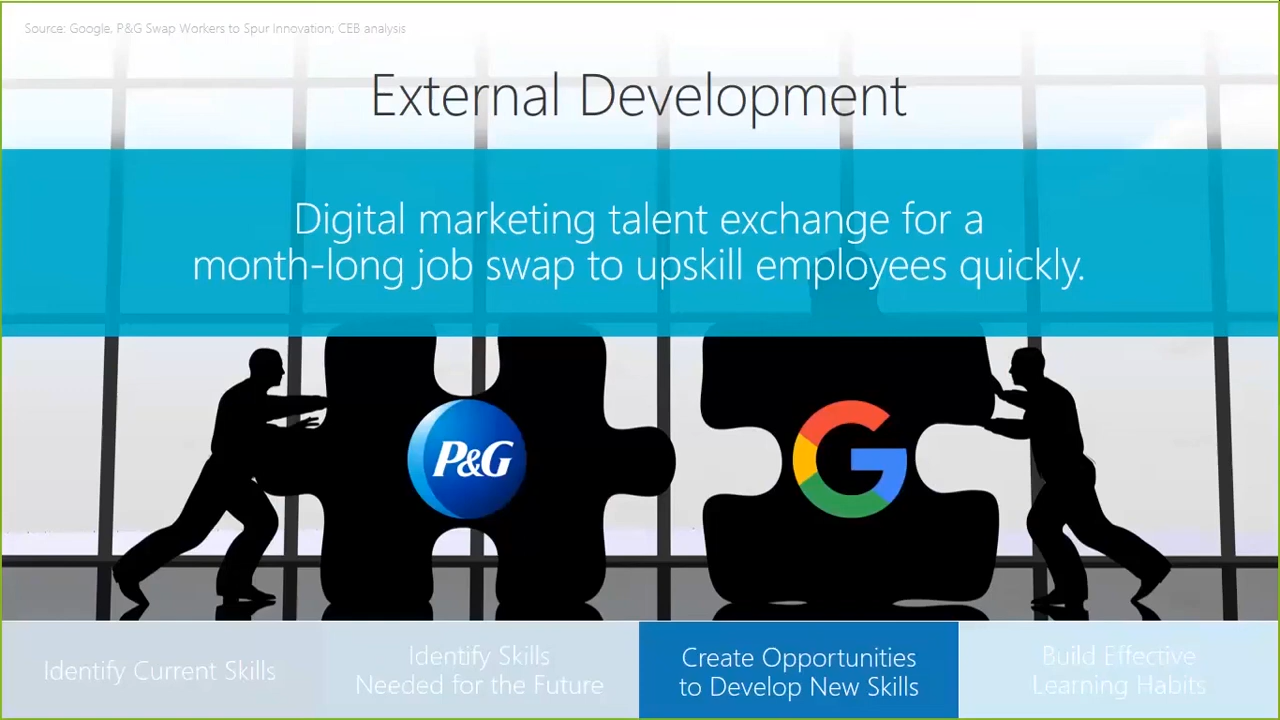 Source: Google, P&G Swap Workers to Spur Innovation; CEB analysis
External Development
Digital marketing talent exchange for a
month-long job swap to upskill employees quickly.
P&G
G
Identify Current Skills
Identify Skills
Needed for the Future
Create Opportunities
to Develop New Skills
Build Effective
Learning Habits